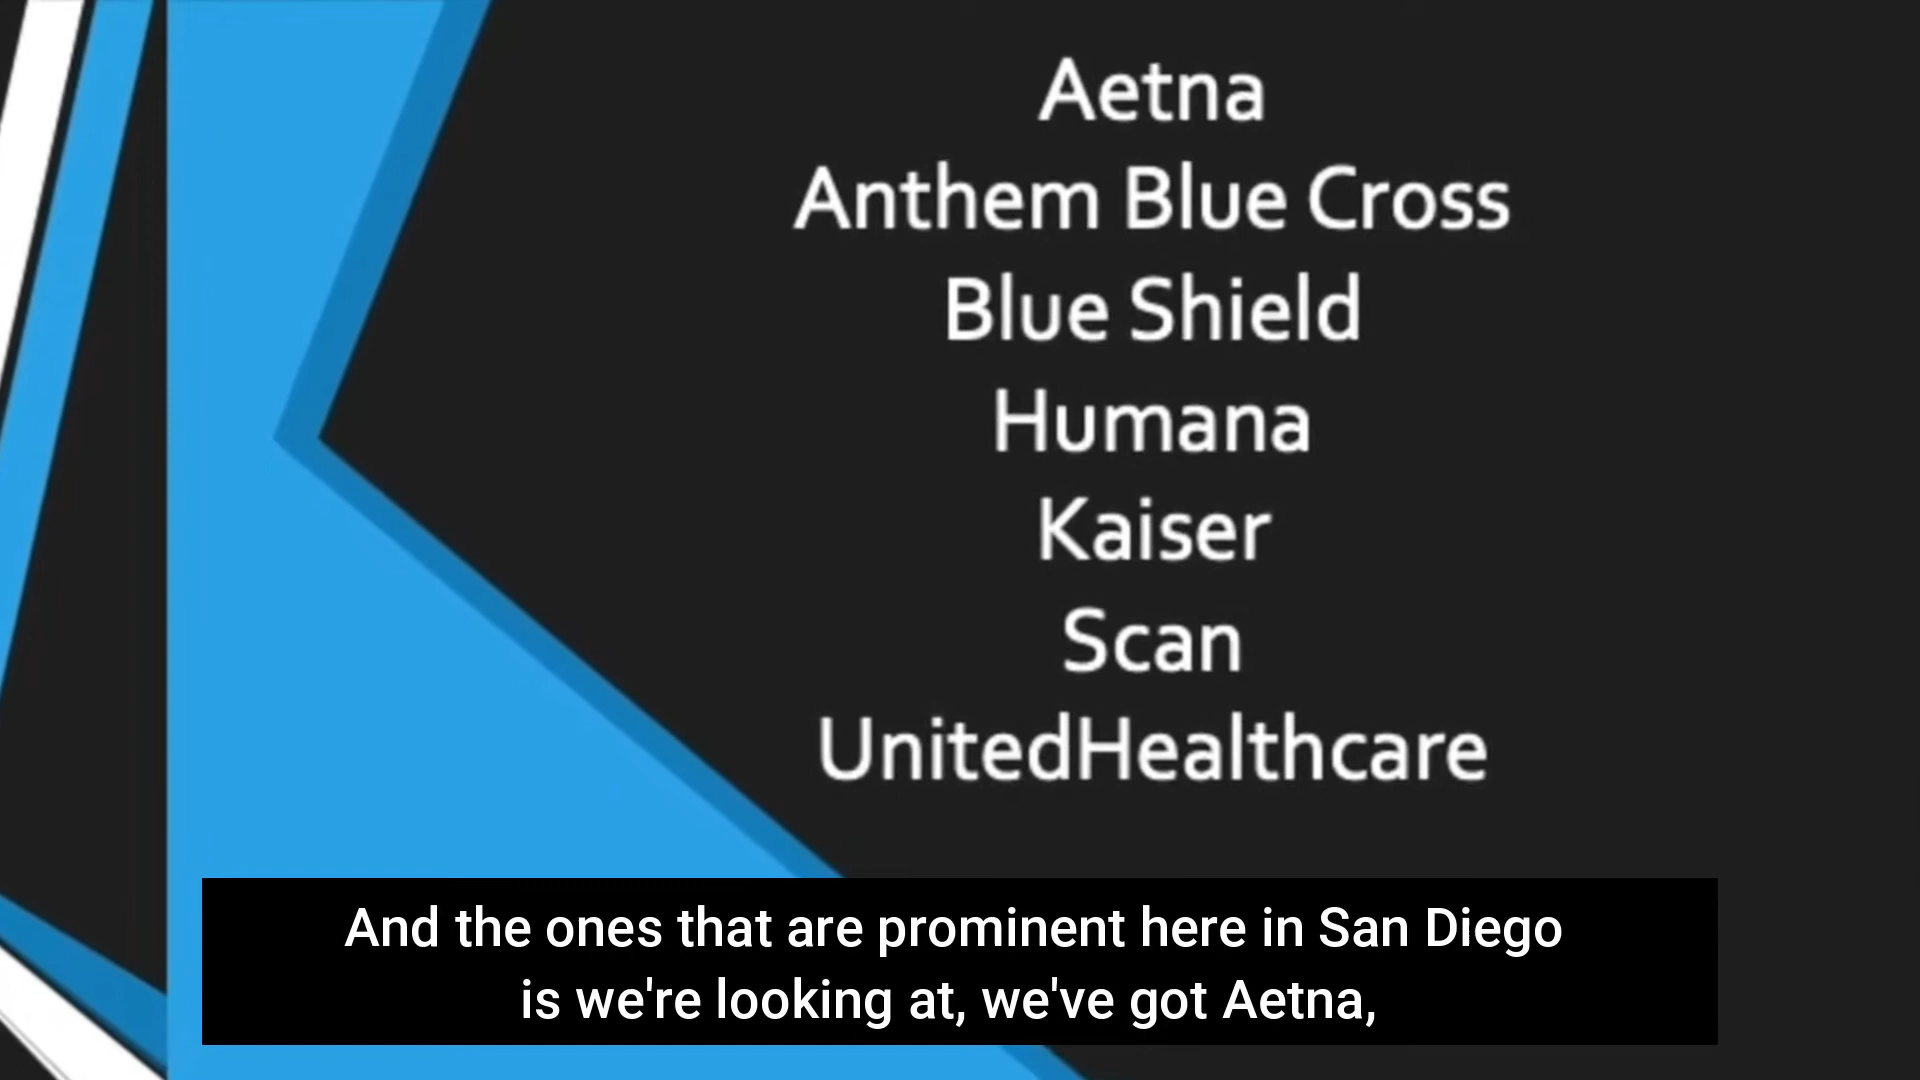 Aetna
Anthem Blue Cross
Blue Shield
Humana
Kaiser
Scan
UnitedHealthcare
And the ones that are prominent here in San Diego
is we're looking at, we've got Aetna,